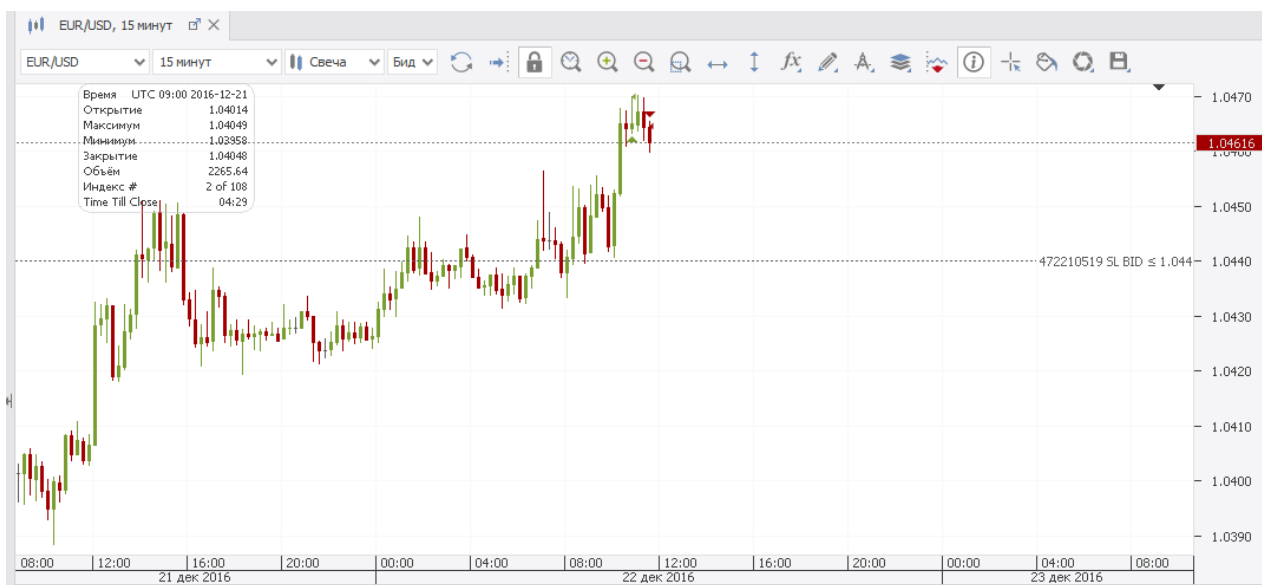 EUR/USD, 15 минут
EUR/USD 15 минут Свеча Бид
Время UTC 09:00 2016-12-21
Открытие 1.04014
Максимум 1.04049
Минимум 1.03958
Закрытие 1.04048
Объём 2265.64
Индекс # 2 of 108
Time Till Close: 04:29
1.0470
1.04616
1.0460
1.0450
472210519 SL BID ≤ 1.044
1.0440
1.0430
1.0420
1.0410
1.0400
1.0390
08:00 12:00 16:00 20:00 00:00 04:00 08:00 12:00 16:00 20:00 00:00 04:00 08:00
21 дек 2016 22 дек 2016 23 дек 2016